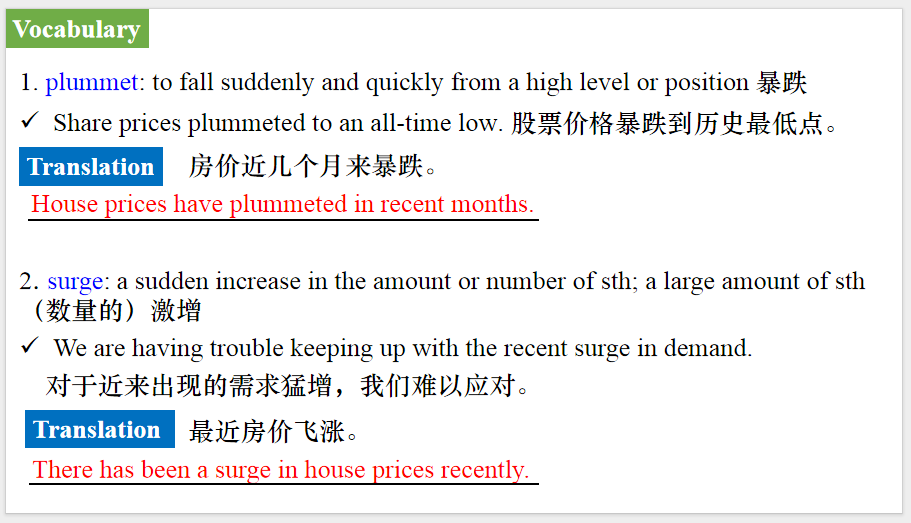 Vocabulary
1. plummet: to fall suddenly and quickly from a high level or position 暴跌
✓ Share prices plummeted to an all-time low. 股票价格暴跌到历史最低点。
Translation 房价近几个月来暴跌。
House prices have plummeted in recent months.
2. surge: a sudden increase in the amount or number of sth; a large amount of sth
（数量的）激增
✓ We are having trouble keeping up with the recent surge in demand.
对于近来出现的需求猛增，我们难以应对。
Translation 最近房价飞涨。
There has been a surge in house prices recently.